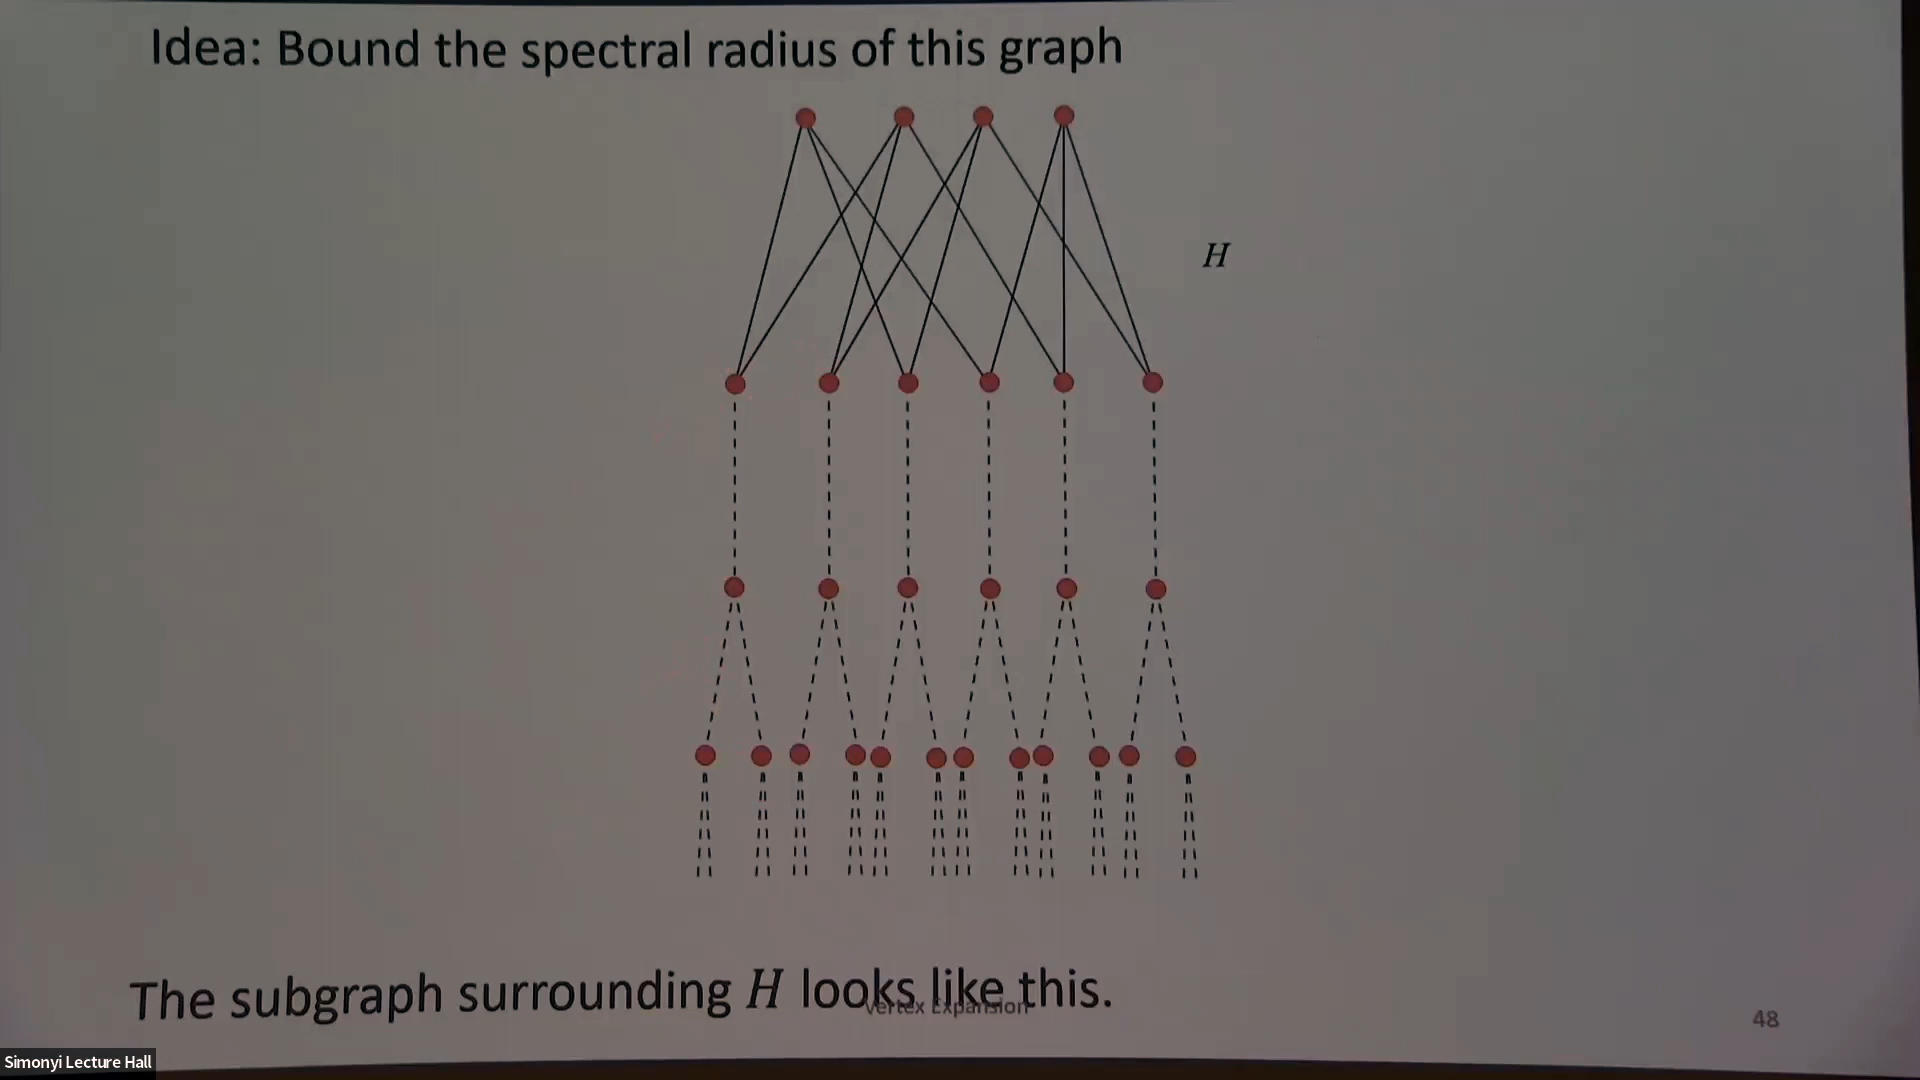 Idea: Bound the spectral radius of this graph
H
The subgraph surrounding H looks like this.
Vertex Expansion
48
Simonyi Lecture Hall